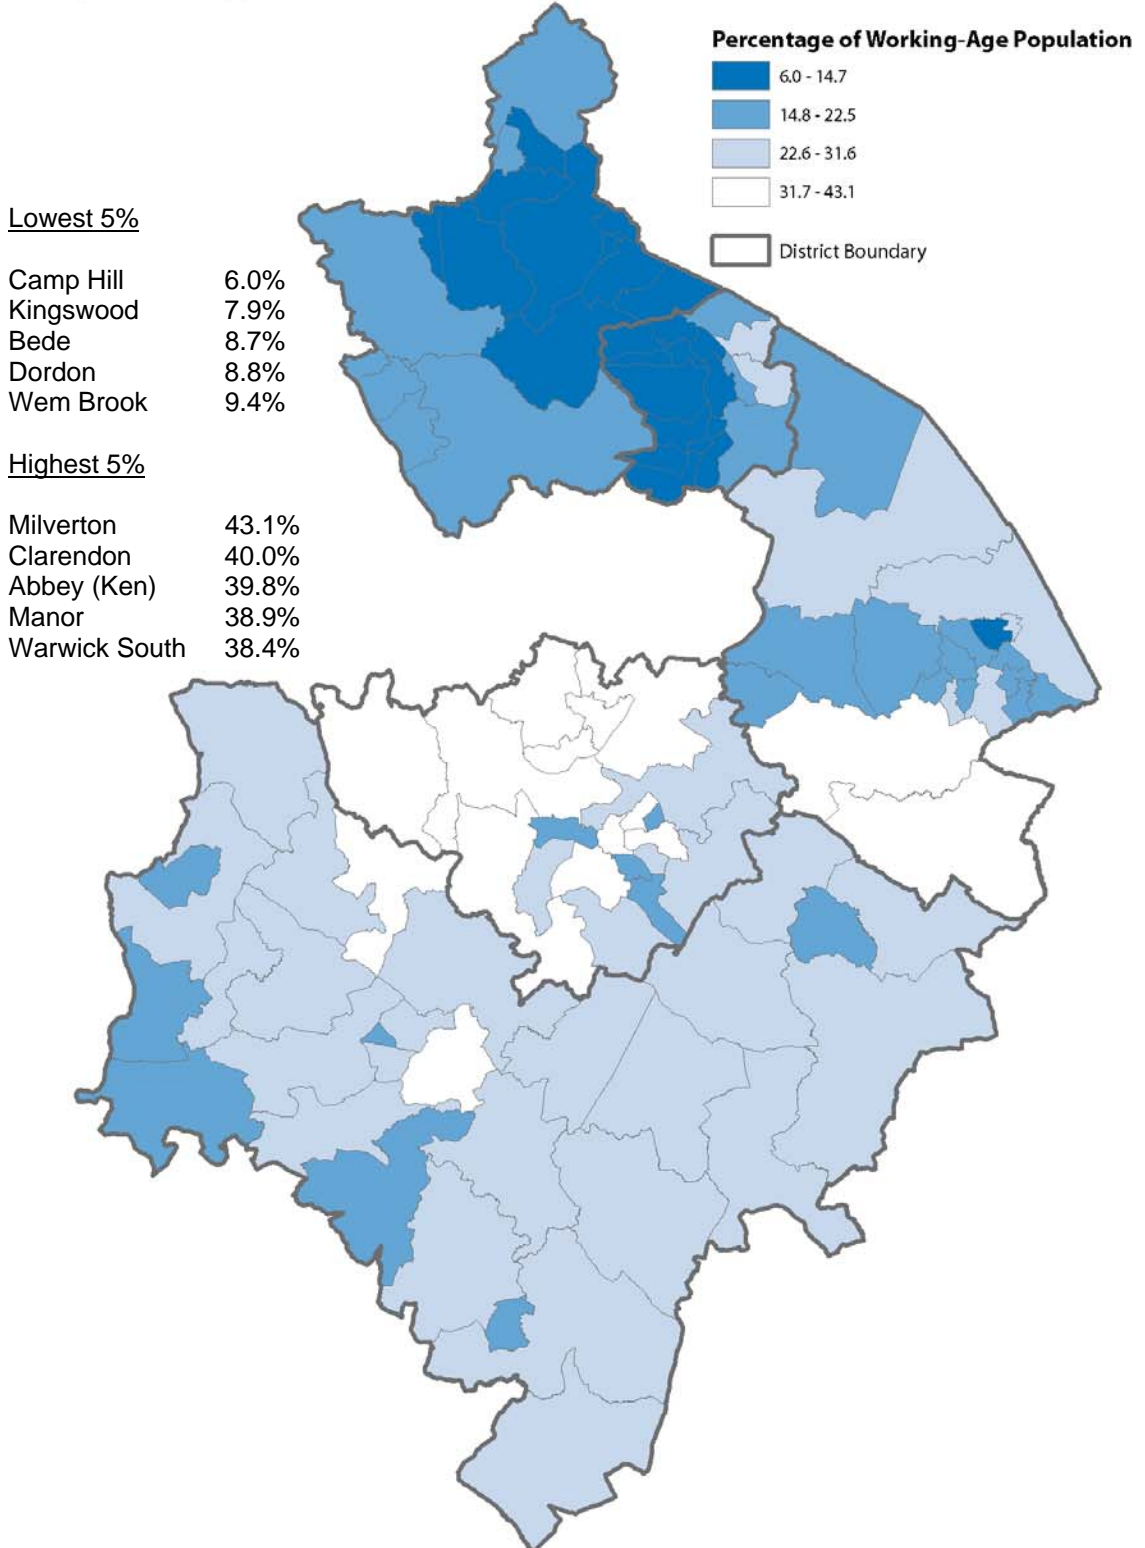 Percentage of Working-Age Population
6.0 - 14.7
14.8 - 22.5
22.6 - 31.6
31.7 - 43.1
District Boundary
Lowest 5%
Camp Hill 6.0%
Kingswood 7.9%
Bede 8.7%
Dordon 8.8%
Wem Brook 9.4%
Highest 5%
Milverton 43.1%
Clarendon 40.0%
Abbey (Ken) 39.8%
Manor 38.9%
Warwick South 38.4%